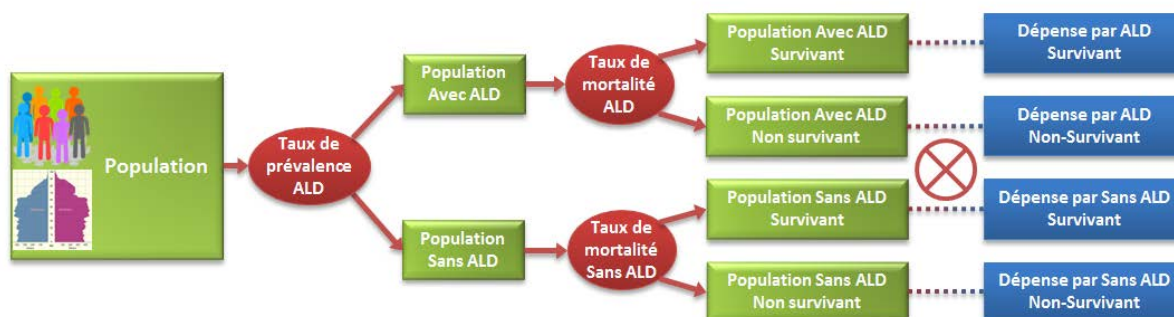 Population
Taux de
prévalence
ALD
Population
Avec ALD
Population
Sans ALD
Taux de
mortalité
ALD
Taux de
mortalité
Sans ALD
Population Avec ALD
Survivant
Population Avec ALD
Non survivant
Population Sans ALD
Survivant
Population Sans ALD
Non survivant
Dépense par ALD
Survivant
Dépense par ALD
Non-Survivant
Dépense par Sans ALD
Survivant
Dépense par Sans ALD
Non-Survivant